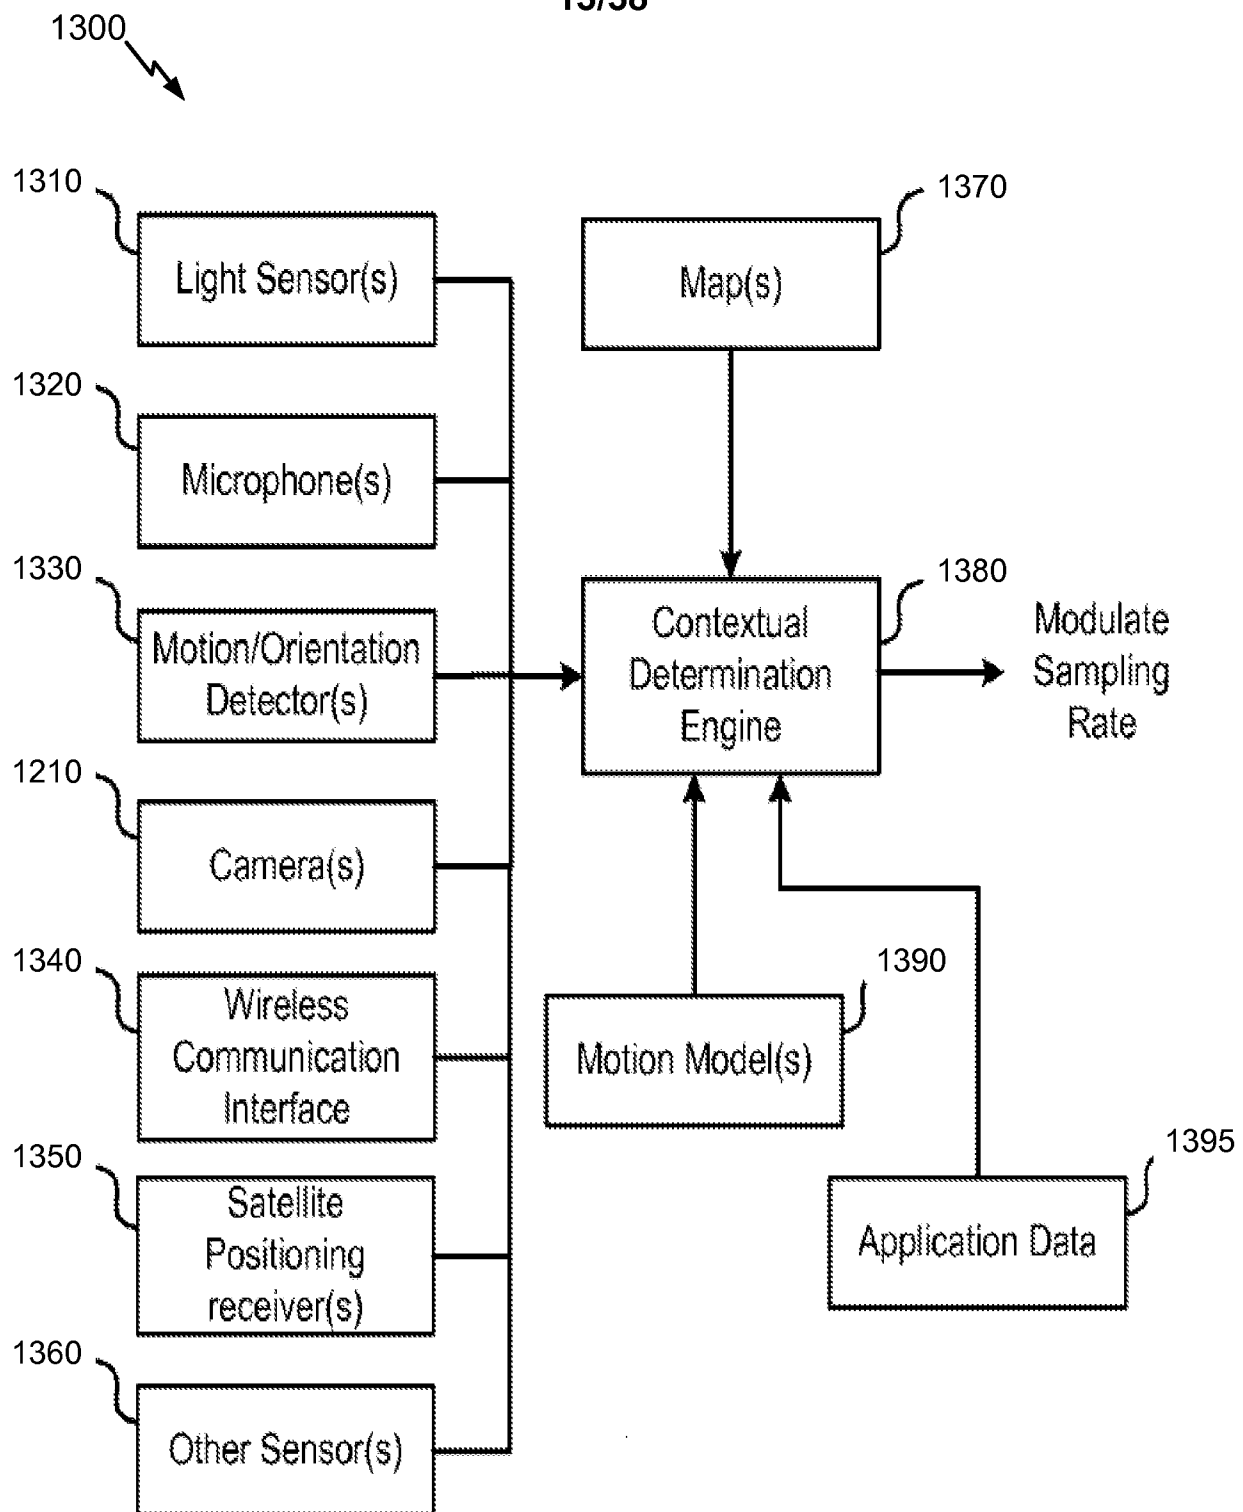 13/38
1300
1310
Light Sensor(s)
1320
Microphone(s)
1330
Motion/Orientation
Detector(s)
1210
Camera(s)
1340
Wireless
Communication
Interface
1350
Satellite
Positioning
receiver(s)
1360
Other Sensor(s)
1370
Map(s)
1380
Contextual
Determination
Engine
Modulate
Sampling
Rate
1390
Motion Model(s)
1395
Application Data